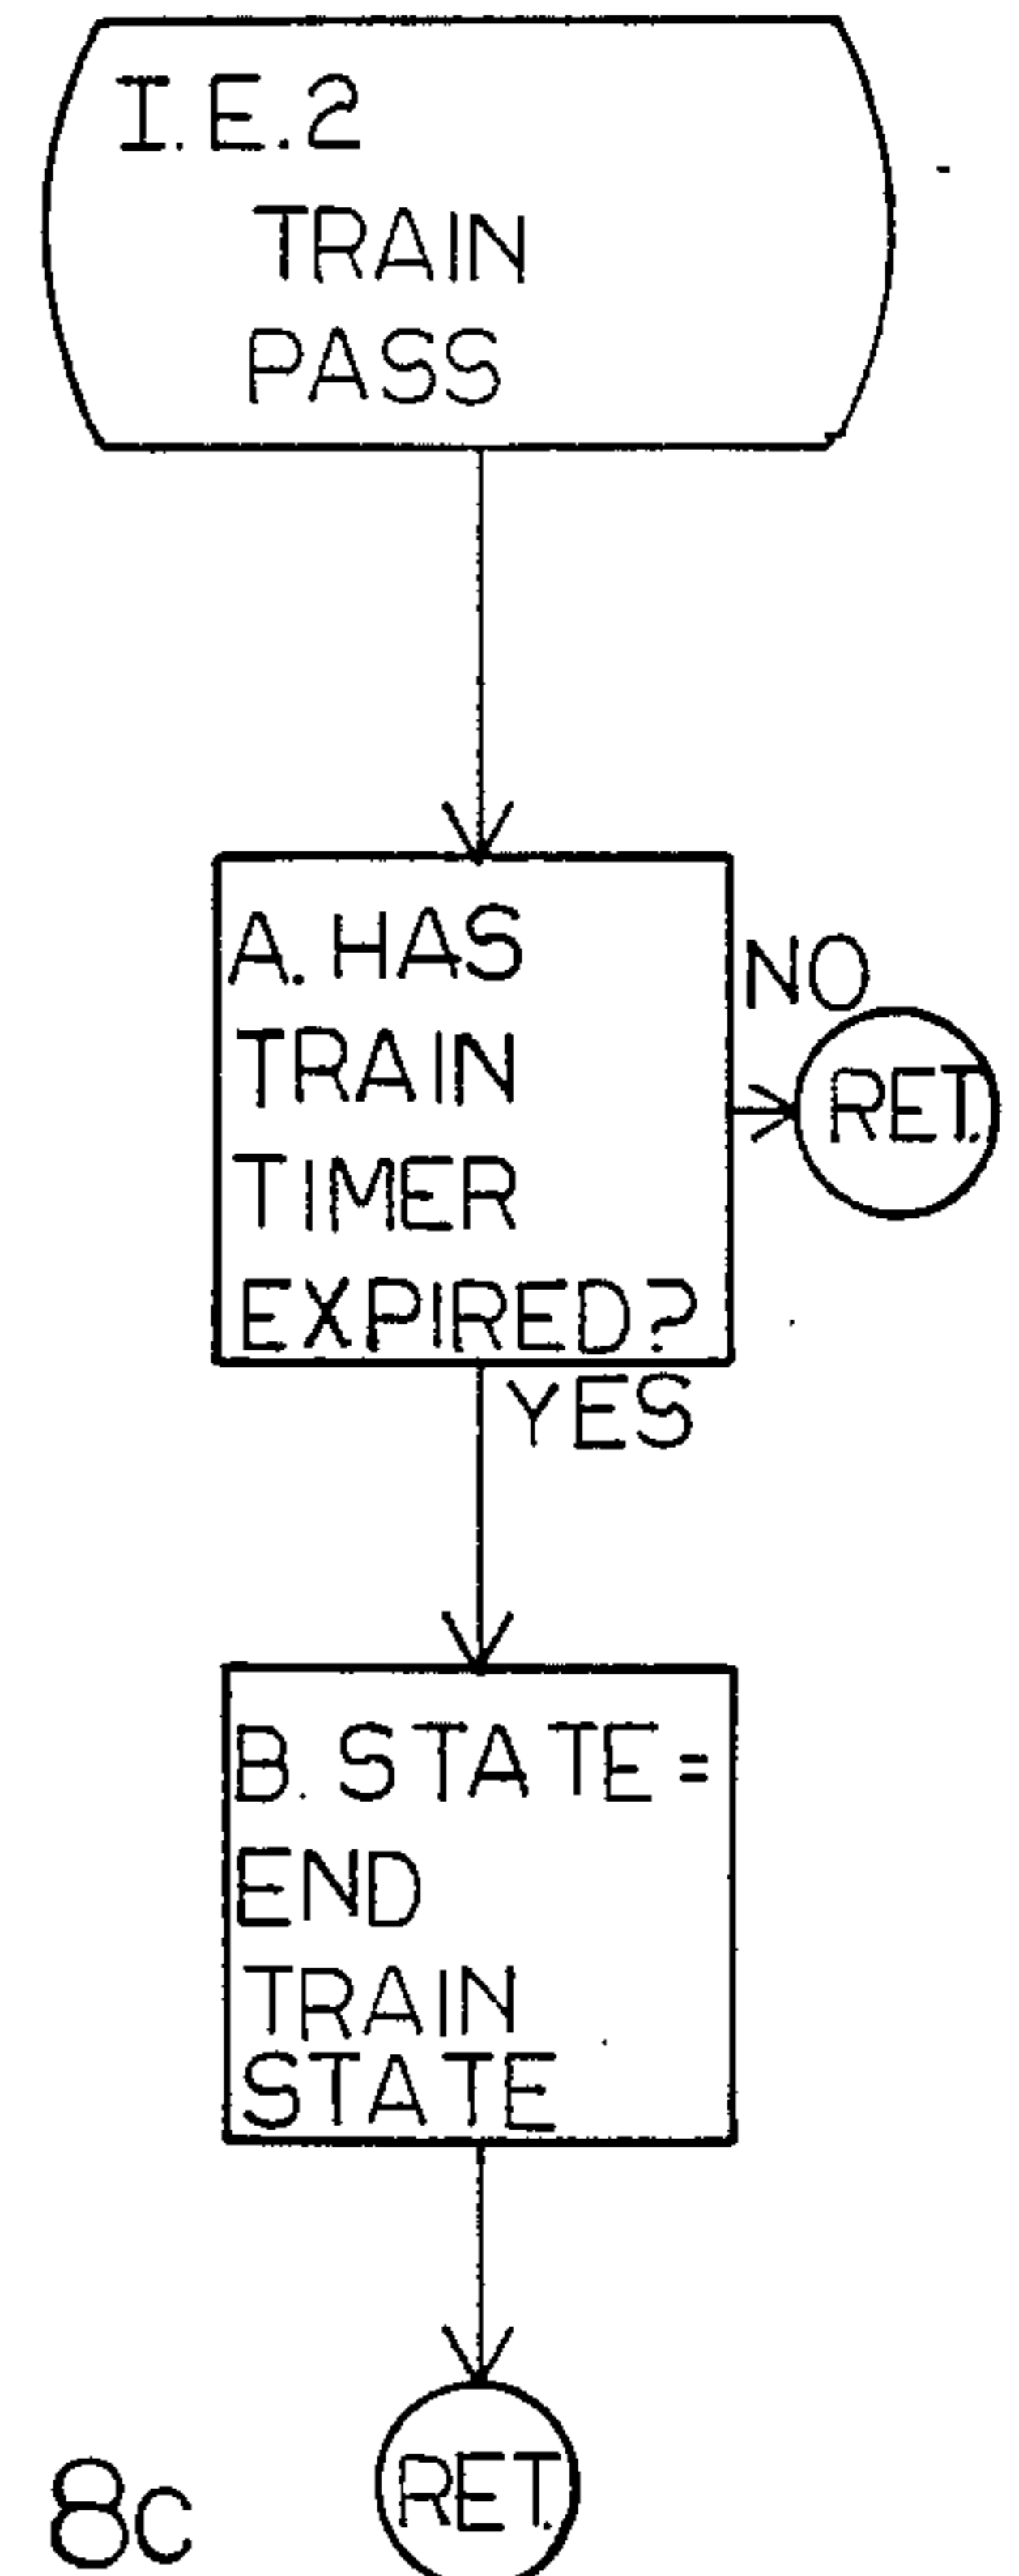 I.E.2
TRAIN
PASS
A. HAS
TRAIN
TIMER
EXPIRED?
NO
RET.
YES
B. STATE =
END
TRAIN
STATE
RET.
8C